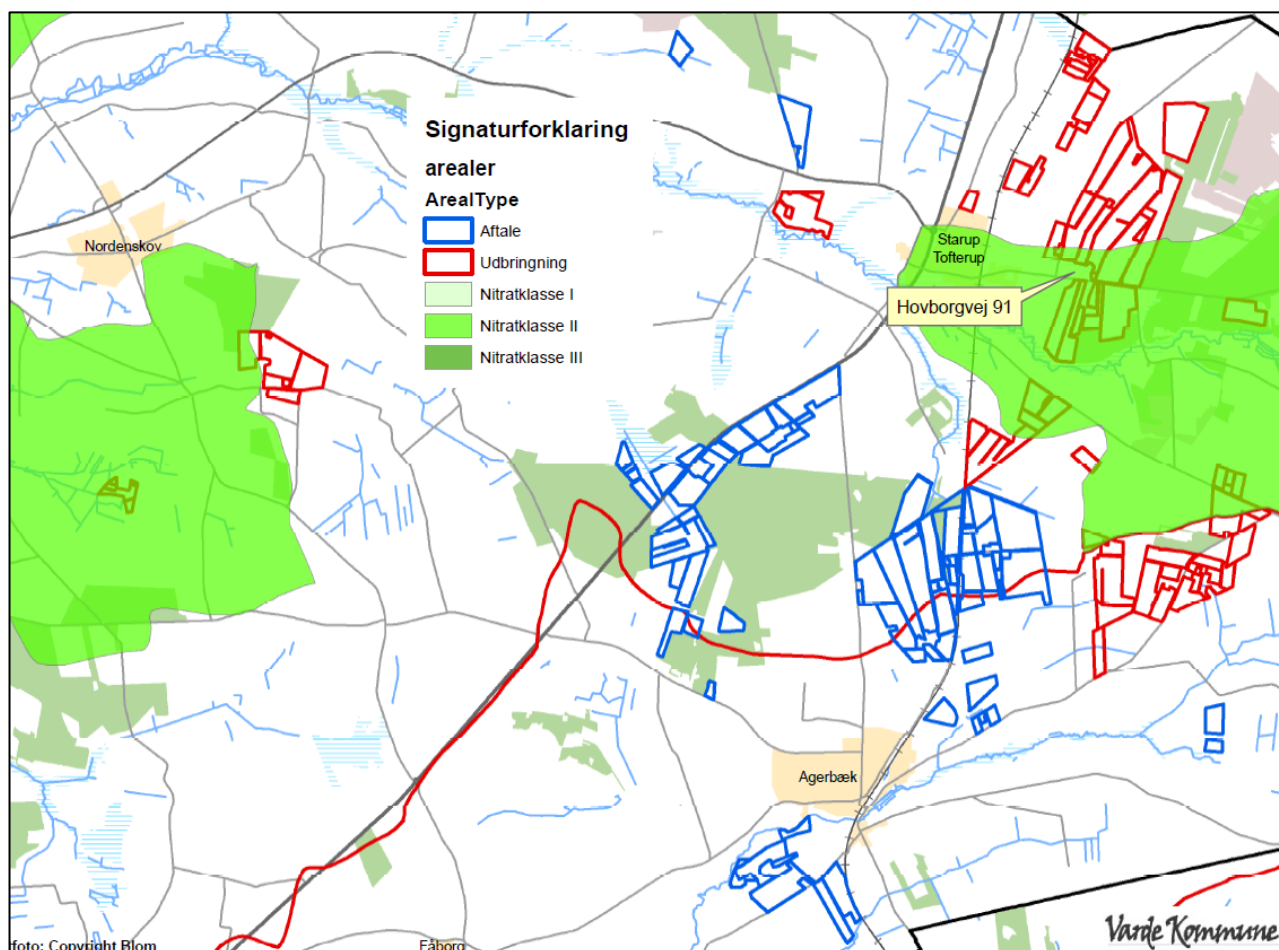 Signaturforklaring
arealer
ArealType
Aftale
Udbringning
Nitratklasse I
Nitratklasse II
Nitratklasse III
Nordenskov
Starup
Tofterup
Hovborgvej 91
Agerbæk
foto: Copyright Blom
Fåborg
Varde Kommune